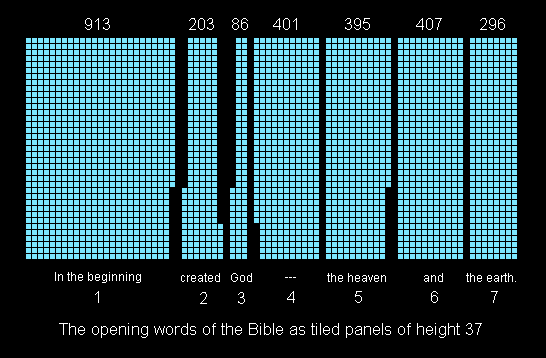 913 203 86 401 395 407 296
In the beginning created God --- the heaven and the earth.
1 2 3 4 5 6 7
The opening words of the Bible as tiled panels of height 37